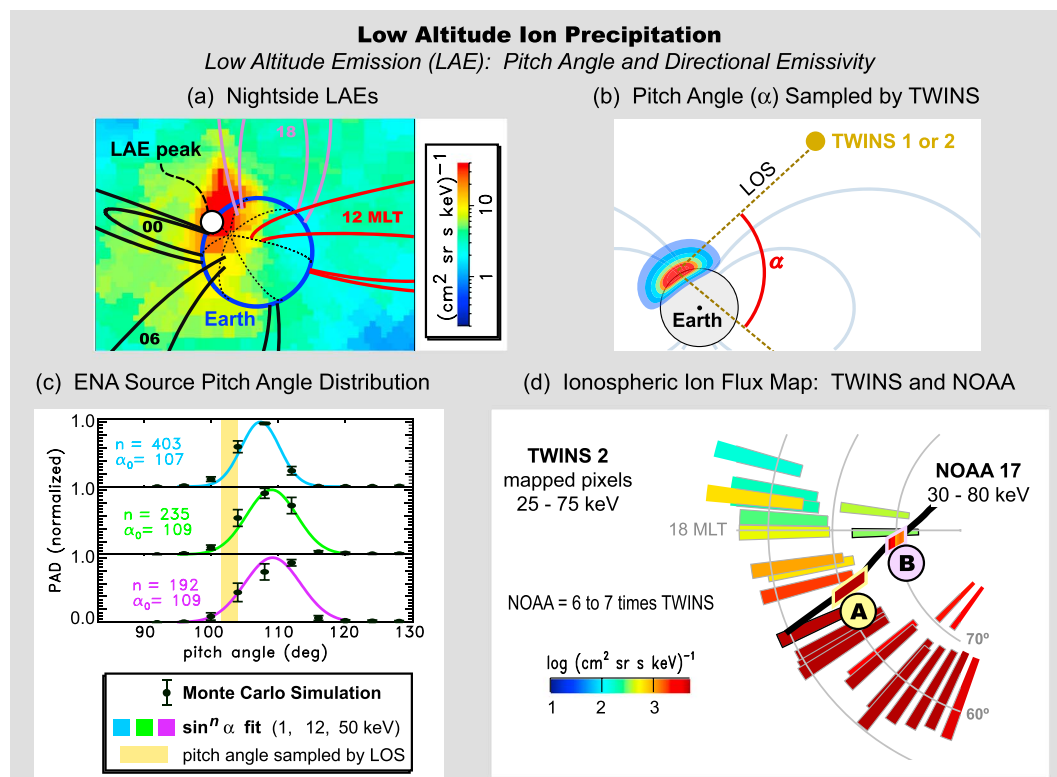 Low Altitude Ion Precipitation
Low Altitude Emission (LAE): Pitch Angle and Directional Emissivity
(a) Nightside LAEs
LAE peak
18
00
12 MLT
Earth
06
(cm² sr s keV)⁻¹
10
1
(b) Pitch Angle (α) Sampled by TWINS
TWINS 1 or 2
LOS
α
Earth
(c) ENA Source Pitch Angle Distribution
PAD (normalized)
1.0
n = 403
α₀= 107
1.0
n = 235
α₀= 109
1.0
n = 192
α₀= 109
0.0
90 100 110 120 130
pitch angle (deg)
Monte Carlo Simulation
sinⁿ α fit (1, 12, 50 keV)
pitch angle sampled by LOS
(d) Ionospheric Ion Flux Map: TWINS and NOAA
TWINS 2
mapped pixels
25 - 75 keV
NOAA 17
30 - 80 keV
18 MLT
B
A
NOAA = 6 to 7 times TWINS
70º
60º
log (cm² sr s keV)⁻¹
1 2 3